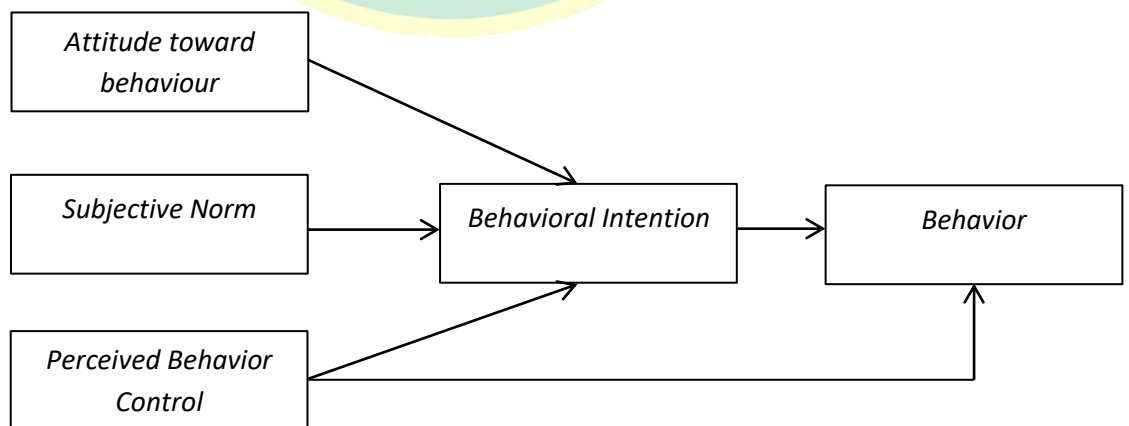 Attitude toward
behaviour
Subjective Norm
Behavioral Intention
Behavior
Perceived Behavior
Control